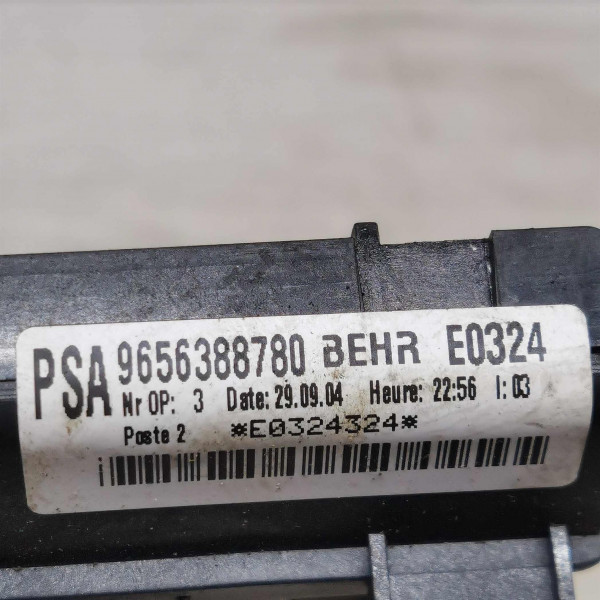 PSA 9656388780 BEHR E0324
Nr OP: 3 Date: 29.09.04 Heure: 22:56 I: 03
Poste 2 *E0324324*